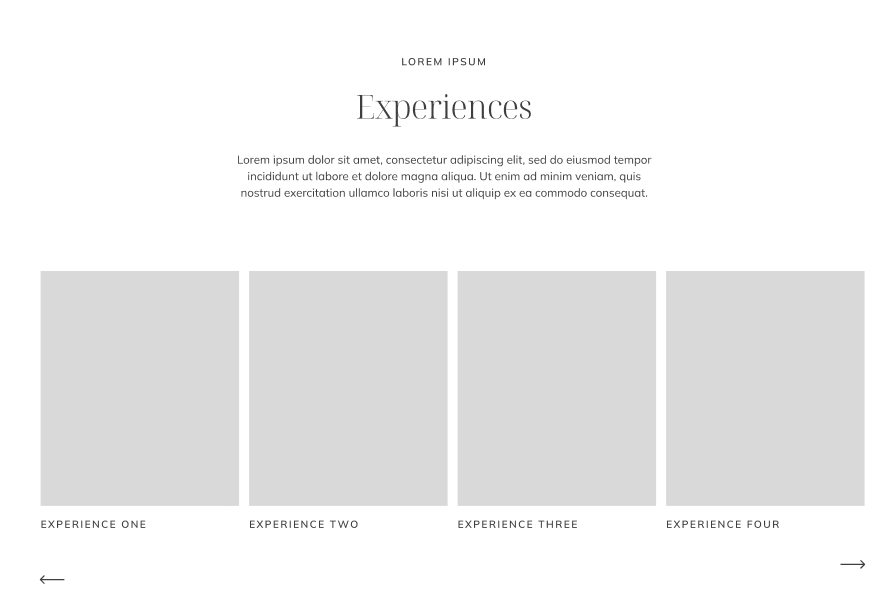 LOREM IPSUM
Experiences
Lorem ipsum dolor sit amet, consectetur adipiscing elit, sed do eiusmod tempor
incididunt ut labore et dolore magna aliqua. Ut enim ad minim veniam, quis
nostrud exercitation ullamco laboris nisi ut aliquip ex ea commodo consequat.
EXPERIENCE ONE
EXPERIENCE TWO
EXPERIENCE THREE
EXPERIENCE FOUR